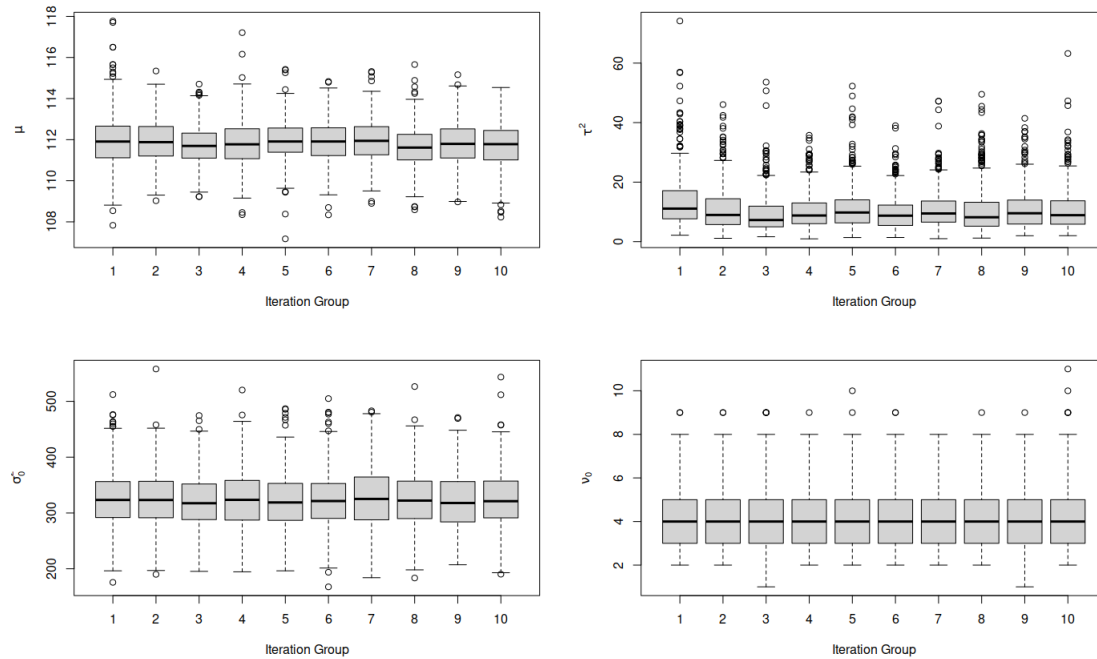 μ
118
116
114
112
110
108
1 2 3 4 5 6 7 8 9 10
Iteration Group
τ²
60
40
20
0
1 2 3 4 5 6 7 8 9 10
Iteration Group
σ₀²
500
400
300
200
1 2 3 4 5 6 7 8 9 10
Iteration Group
ν₀
10
8
6
4
2
1 2 3 4 5 6 7 8 9 10
Iteration Group